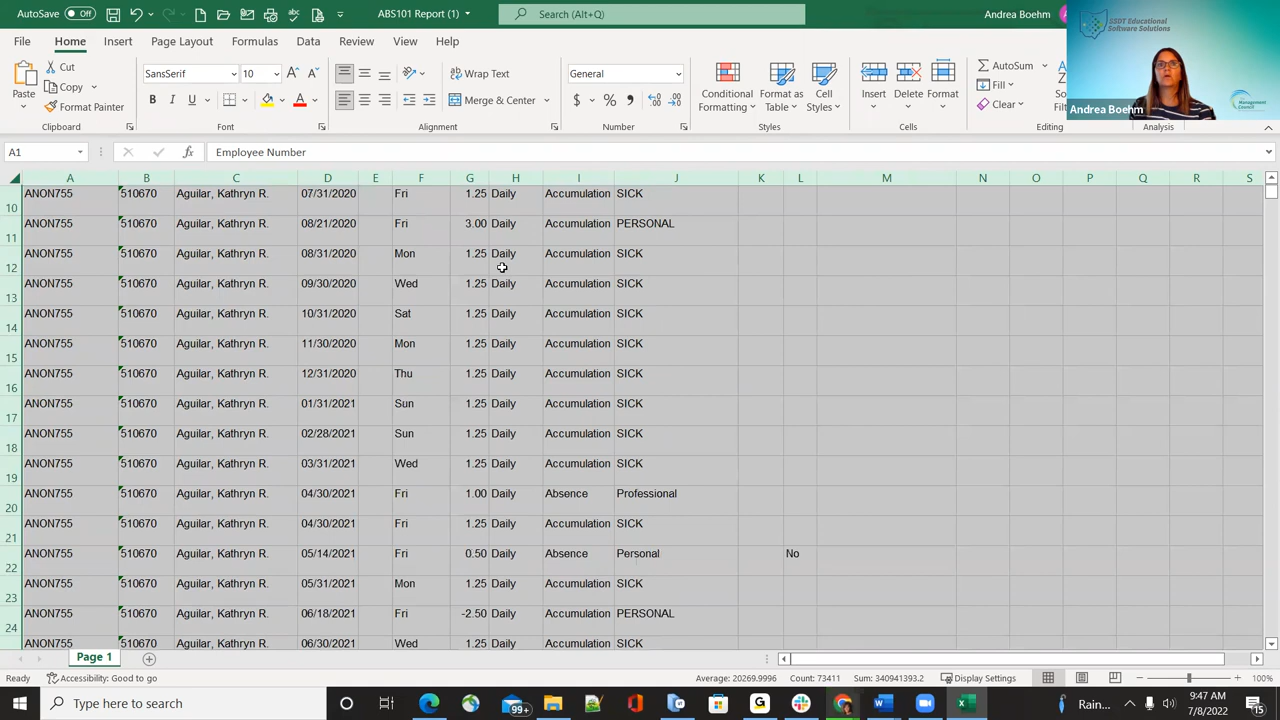 AutoSave Off ABS101 Report (1) Search (Alt+Q) Andrea Boehm
SSDT Educational
Software Solutions
Management
Council
Andrea Boehm
File Home Insert Page Layout Formulas Data Review View Help
Paste Cut Copy Format Painter
SansSerif 10
B I U
Wrap Text
Merge & Center
General
$ % ,
Conditional Formatting
Format as Table
Cell Styles
Insert Delete Format
AutoSum
Fill
Clear
Clipboard Font Alignment Number Styles Cells Editing Analysis
A1 fx Employee Number
A B C D E F G H I J K L M N O P Q R S
10 ANON755 510670 Aguilar, Kathryn R. 07/31/2020 Fri 1.25 Daily Accumulation SICK
11 ANON755 510670 Aguilar, Kathryn R. 08/21/2020 Fri 3.00 Daily Accumulation PERSONAL
12 ANON755 510670 Aguilar, Kathryn R. 08/31/2020 Mon 1.25 Daily Accumulation SICK
13 ANON755 510670 Aguilar, Kathryn R. 09/30/2020 Wed 1.25 Daily Accumulation SICK
14 ANON755 510670 Aguilar, Kathryn R. 10/31/2020 Sat 1.25 Daily Accumulation SICK
15 ANON755 510670 Aguilar, Kathryn R. 11/30/2020 Mon 1.25 Daily Accumulation SICK
16 ANON755 510670 Aguilar, Kathryn R. 12/31/2020 Thu 1.25 Daily Accumulation SICK
17 ANON755 510670 Aguilar, Kathryn R. 01/31/2021 Sun 1.25 Daily Accumulation SICK
18 ANON755 510670 Aguilar, Kathryn R. 02/28/2021 Sun 1.25 Daily Accumulation SICK
19 ANON755 510670 Aguilar, Kathryn R. 03/31/2021 Wed 1.25 Daily Accumulation SICK
20 ANON755 510670 Aguilar, Kathryn R. 04/30/2021 Fri 1.00 Daily Absence Professional
21 ANON755 510670 Aguilar, Kathryn R. 04/30/2021 Fri 1.25 Daily Accumulation SICK
22 ANON755 510670 Aguilar, Kathryn R. 05/14/2021 Fri 0.50 Daily Absence Personal No
23 ANON755 510670 Aguilar, Kathryn R. 05/31/2021 Mon 1.25 Daily Accumulation SICK
24 ANON755 510670 Aguilar, Kathryn R. 06/18/2021 Fri -2.50 Daily Accumulation PERSONAL
ANON755 510670 Aguilar, Kathryn R. 06/30/2021 Wed 1.25 Daily Accumulation SICK
Page 1
Ready Accessibility: Good to go Average: 20269.9996 Count: 73411 Sum: 340941393.2 Display Settings 100%
Type here to search 99+ Rain... 9:47 AM
7/8/2022 15